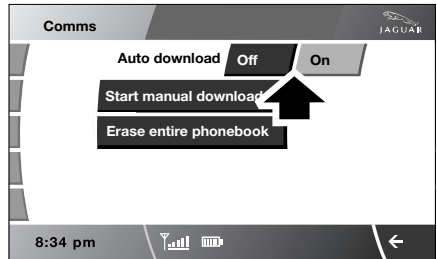 Comms
JAGUAR
Auto download Off On
Start manual download
Erase entire phonebook
8:34 pm